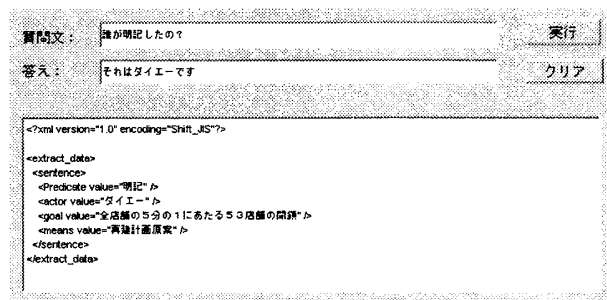 質問文： 誰が明記したの？ 実行
答え： それはダイエーです クリア
<?xml version="1.0" encoding="Shift_JIS"?>
<extract_data>
<sentence>
<Predicate value="明記" />
<actor value="ダイエー" />
<goal value="全店舗の５分の１にあたる５３店舗の閉鎖" />
<means value="再建計画原案" />
</sentence>
</extract_data>